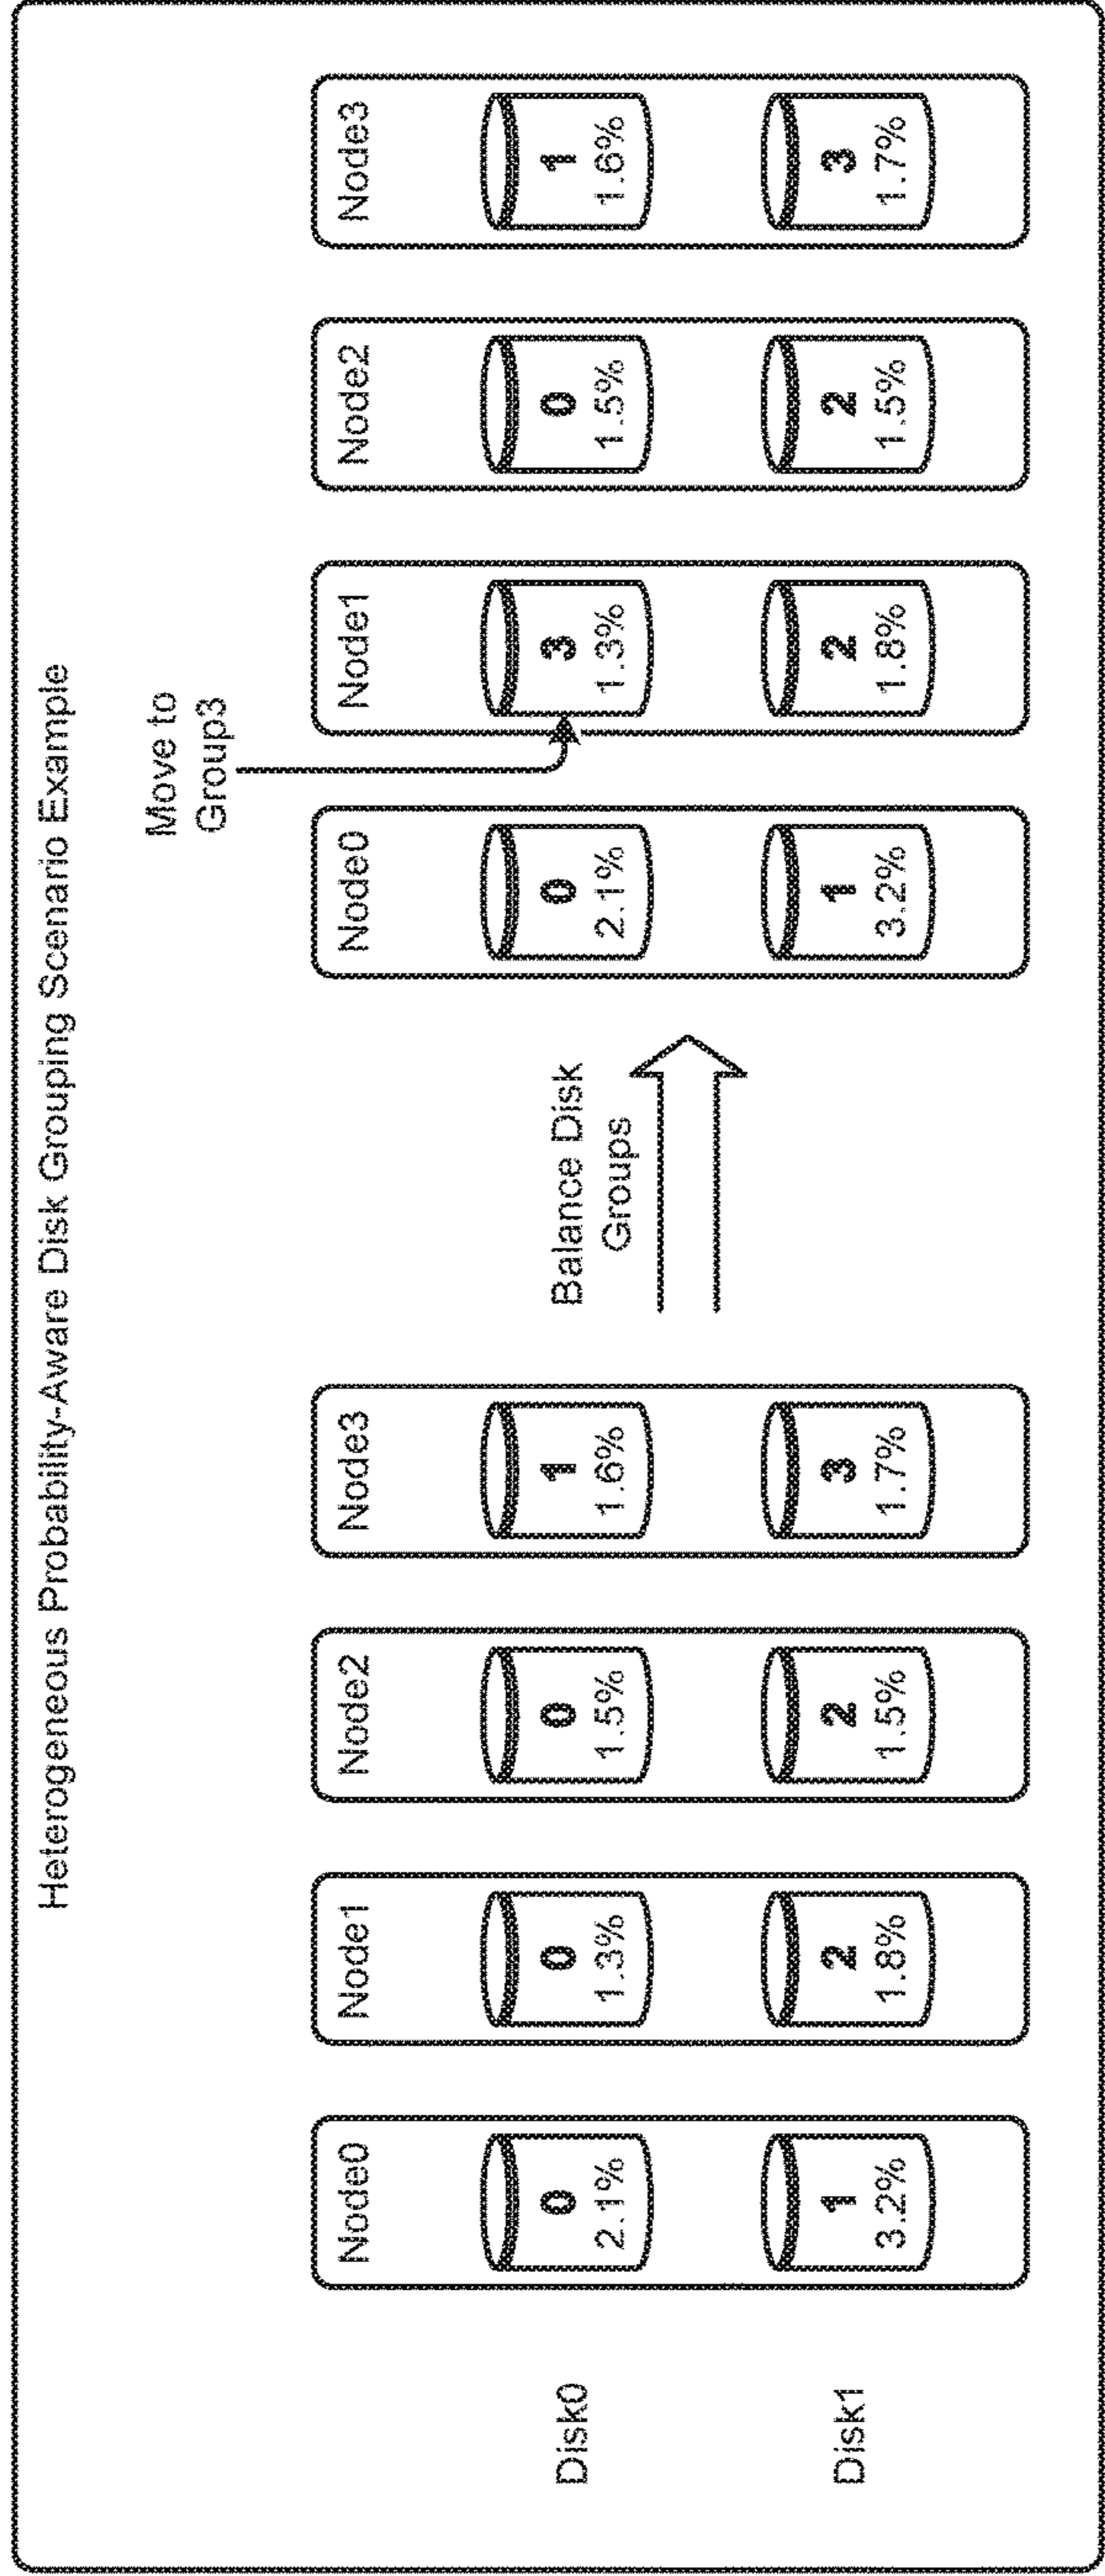 Heterogeneous Probability-Aware Disk Grouping Scenario Example
Move to
Group3
Node0
Node1
Node2
Node3
Node0
Node1
Node2
Node3
Disk0
0
2.1%
0
1.3%
0
1.5%
1
1.6%
Balance Disk
Groups
0
2.1%
3
1.3%
0
1.5%
1
1.6%
Disk1
1
3.2%
2
1.8%
2
1.5%
3
1.7%
1
3.2%
2
1.8%
2
1.5%
3
1.7%